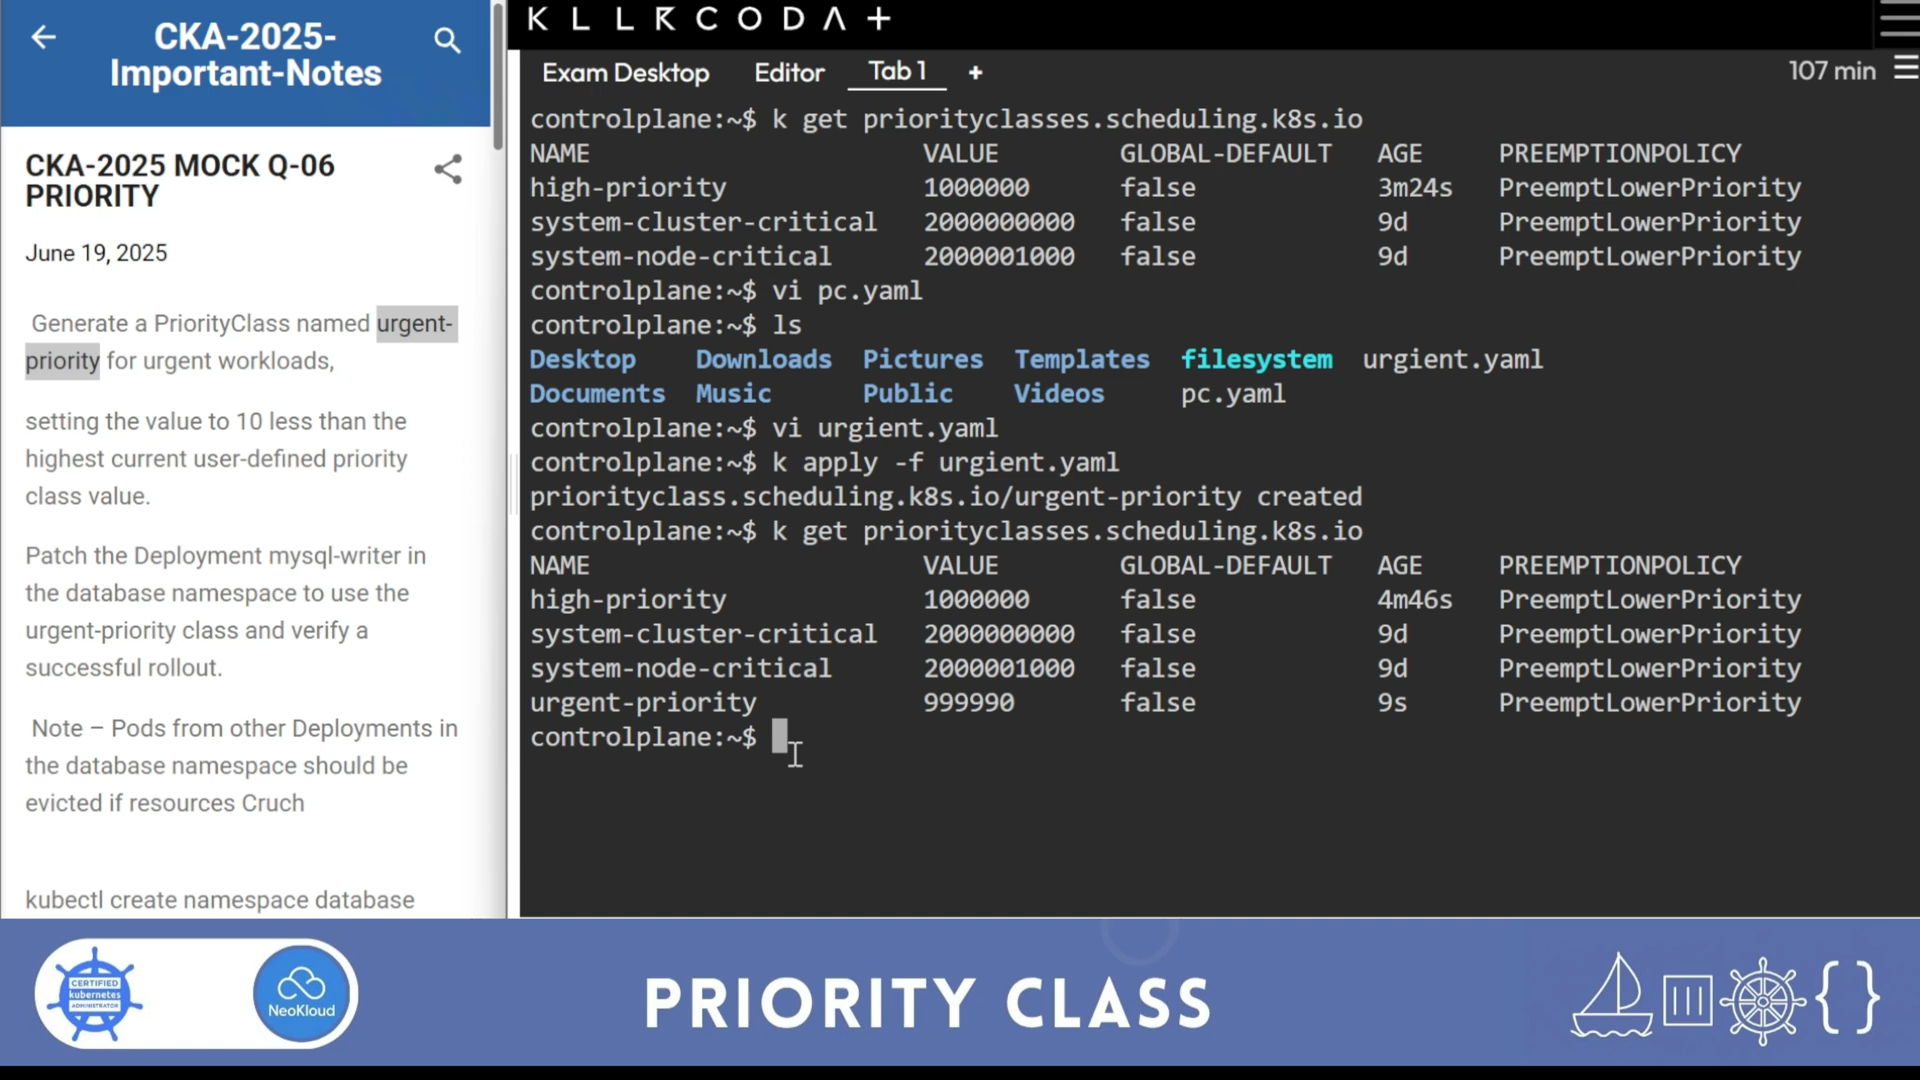 CKA-2025-
Important-Notes
CKA-2025 MOCK Q-06
PRIORITY
June 19, 2025
Generate a PriorityClass named urgent-
priority for urgent workloads,
setting the value to 10 less than the
highest current user-defined priority
class value.
Patch the Deployment mysql-writer in
the database namespace to use the
urgent-priority class and verify a
successful rollout.
Note – Pods from other Deployments in
the database namespace should be
evicted if resources Cruch
kubectl create namespace database
KLLRCODA+
Exam Desktop Editor Tab 1 +
107 min
controlplane:~$ k get priorityclasses.scheduling.k8s.io
NAME VALUE GLOBAL-DEFAULT AGE PREEMPTIONPOLICY
high-priority 1000000 false 3m24s PreemptLowerPriority
system-cluster-critical 2000000000 false 9d PreemptLowerPriority
system-node-critical 2000001000 false 9d PreemptLowerPriority
controlplane:~$ vi pc.yaml
controlplane:~$ ls
Desktop Downloads Pictures Templates filesystem urgient.yaml
Documents Music Public Videos pc.yaml
controlplane:~$ vi urgient.yaml
controlplane:~$ k apply -f urgient.yaml
priorityclass.scheduling.k8s.io/urgent-priority created
controlplane:~$ k get priorityclasses.scheduling.k8s.io
NAME VALUE GLOBAL-DEFAULT AGE PREEMPTIONPOLICY
high-priority 1000000 false 4m46s PreemptLowerPriority
system-cluster-critical 2000000000 false 9d PreemptLowerPriority
system-node-critical 2000001000 false 9d PreemptLowerPriority
urgent-priority 999990 false 9s PreemptLowerPriority
controlplane:~$
CERTIFIED
kubernetes
ADMINISTRATOR
NeoKloud
PRIORITY CLASS